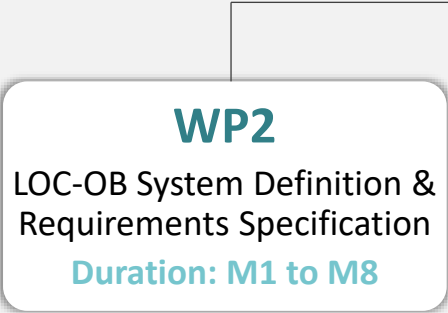 WP2
LOC-OB System Definition &
Requirements Specification
Duration: M1 to M8